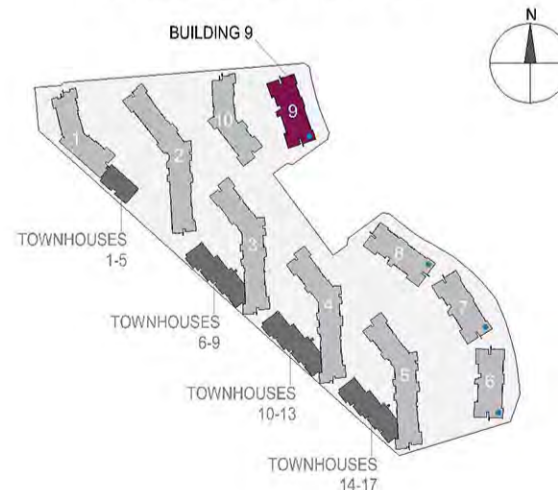 N
BUILDING 9
9
10
1
2
TOWNHOUSES
1-5
3
8
TOWNHOUSES
6-9
4
7
TOWNHOUSES
10-13
5
6
TOWNHOUSES
14-17